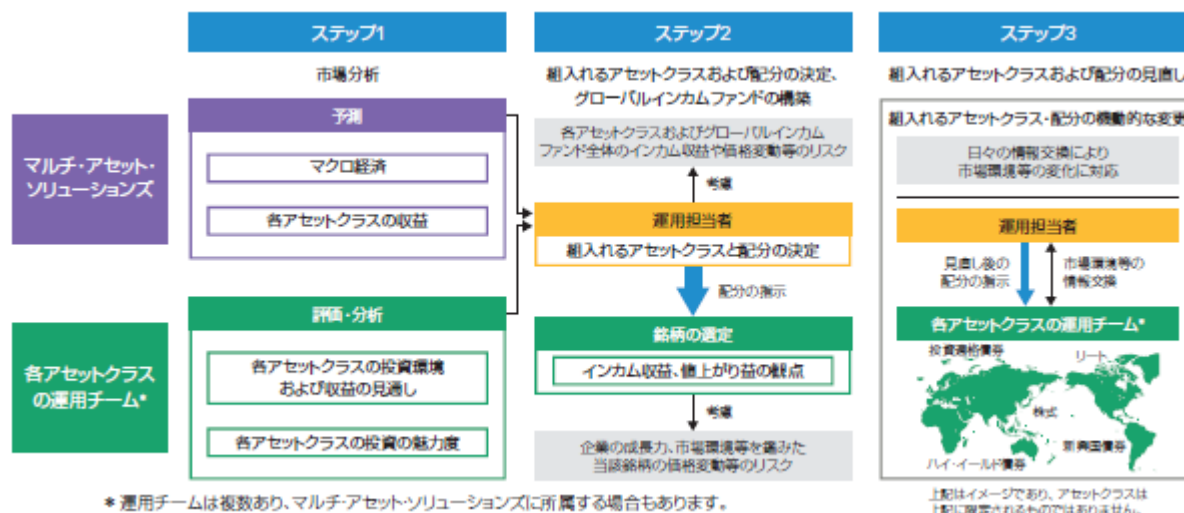 ステップ1
ステップ2
ステップ3
市場分析
組入れるアセットクラスおよび配分の決定、
グローバルインカムファンドの構築
組入れるアセットクラスおよび配分の見直し
マルチ・アセット・
ソリューションズ
予測
マクロ経済
各アセットクラスの収益
各アセットクラスおよびグローバルインカム
ファンド全体のインカム収益や価格変動等のリスク
考慮
運用担当者
組入れるアセットクラスと配分の決定
配分の指示
組入れるアセットクラス・配分の機動的な変更
日々の情報交換により
市場環境等の変化に対応
運用担当者
見直し後の
配分の指示
市場環境等の
情報交換
各アセットクラス
の運用チーム*
評価・分析
各アセットクラスの投資環境
および収益の見通し
各アセットクラスの投資の魅力度
銘柄の選定
インカム収益、値上がり益の観点
考慮
企業の成長力、市場環境等を鑑みた
当該銘柄の価格変動等のリスク
各アセットクラスの運用チーム*
投資適格債券
リート
株式
新興国債券
ハイ・イールド債券
* 運用チームは複数あり、マルチ・アセット・ソリューションズに所属する場合もあります。
上記はイメージであり、アセットクラスは
上記に限定されるものではありません。